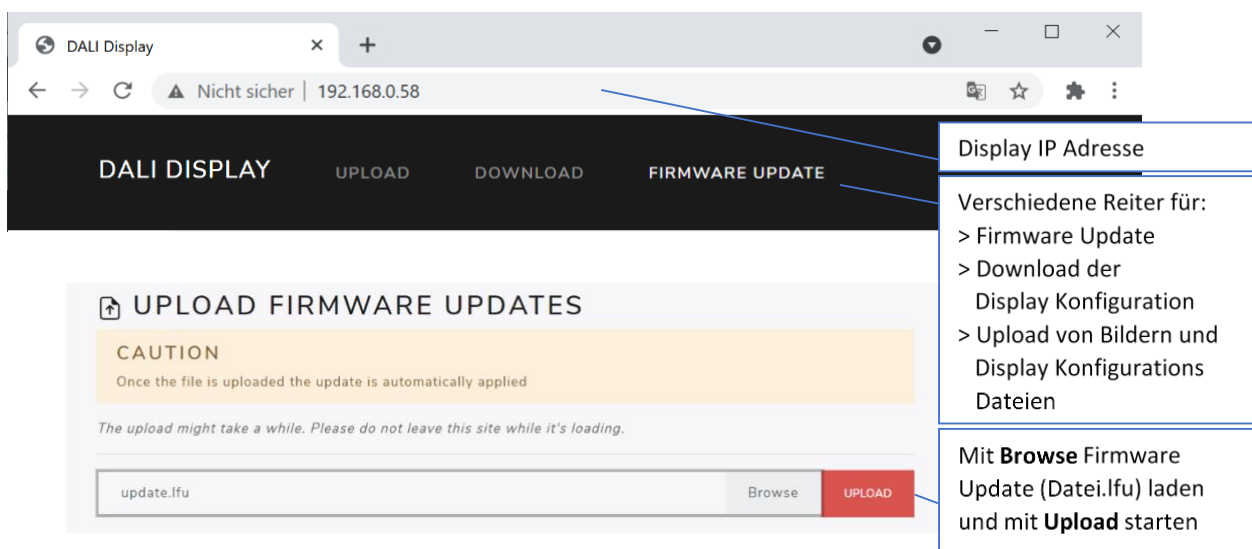 DALI Display
Nicht sicher | 192.168.0.58
DALI DISPLAY UPLOAD DOWNLOAD FIRMWARE UPDATE
Display IP Adresse
Verschiedene Reiter für:
> Firmware Update
> Download der
Display Konfiguration
> Upload von Bildern und
Display Konfigurations
Dateien
UPLOAD FIRMWARE UPDATES
CAUTION
Once the file is uploaded the update is automatically applied
The upload might take a while. Please do not leave this site while it's loading.
update.lfu Browse UPLOAD
Mit Browse Firmware
Update (Datei.lfu) laden
und mit Upload starten